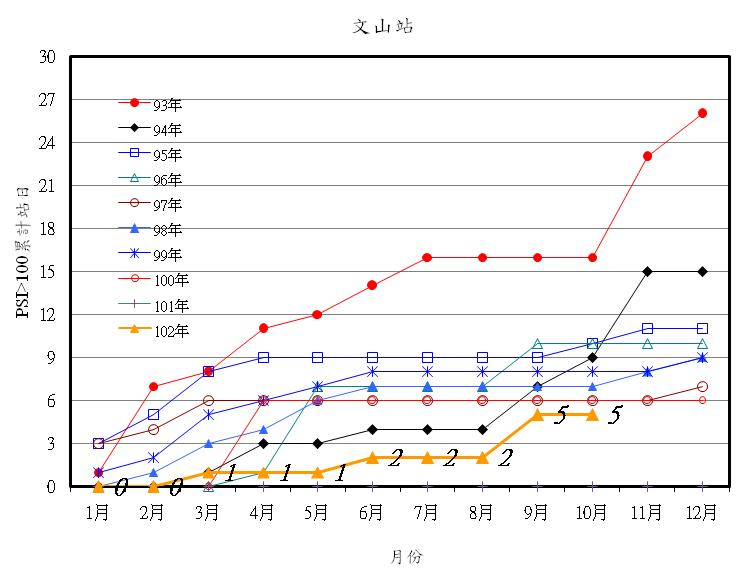 文山站
PSI>100累計站日
30
27
24
21
18
15
12
9
6
3
0
93年
94年
95年
96年
97年
98年
99年
100年
101年
102年
0 0 1 1 1 2 2 2 5 5
1月 2月 3月 4月 5月 6月 7月 8月 9月 10月 11月 12月
月份